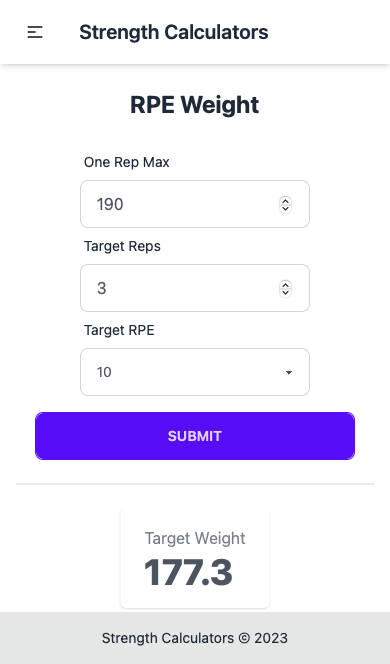 Strength Calculators
RPE Weight
One Rep Max
190
Target Reps
3
Target RPE
10
SUBMIT
Target Weight
177.3
Strength Calculators © 2023